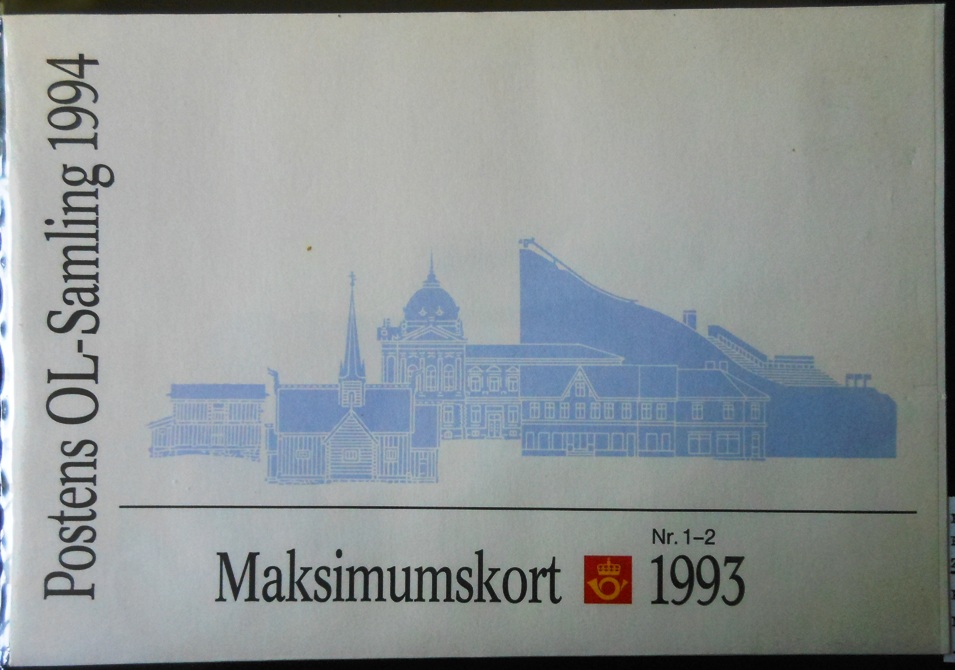 Postens OL-Samling 1994
Maksimumskort
Nr. 1-2
1993